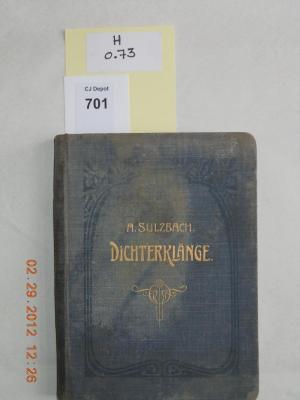 H
0.73
CJ Depot
701
A. SULZBACH.
DICHTERKLÄNGE.
02.29.2012 12:26